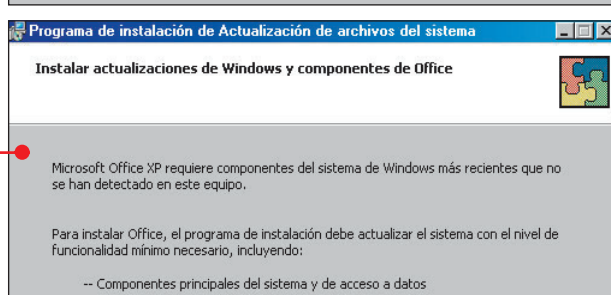 Programa de instalación de Actualización de archivos del sistema
Instalar actualizaciones de Windows y componentes de Office
Microsoft Office XP requiere componentes del sistema de Windows más recientes que no
se han detectado en este equipo.
Para instalar Office, el programa de instalación debe actualizar el sistema con el nivel de
funcionalidad mínimo necesario, incluyendo:
-- Componentes principales del sistema y de acceso a datos